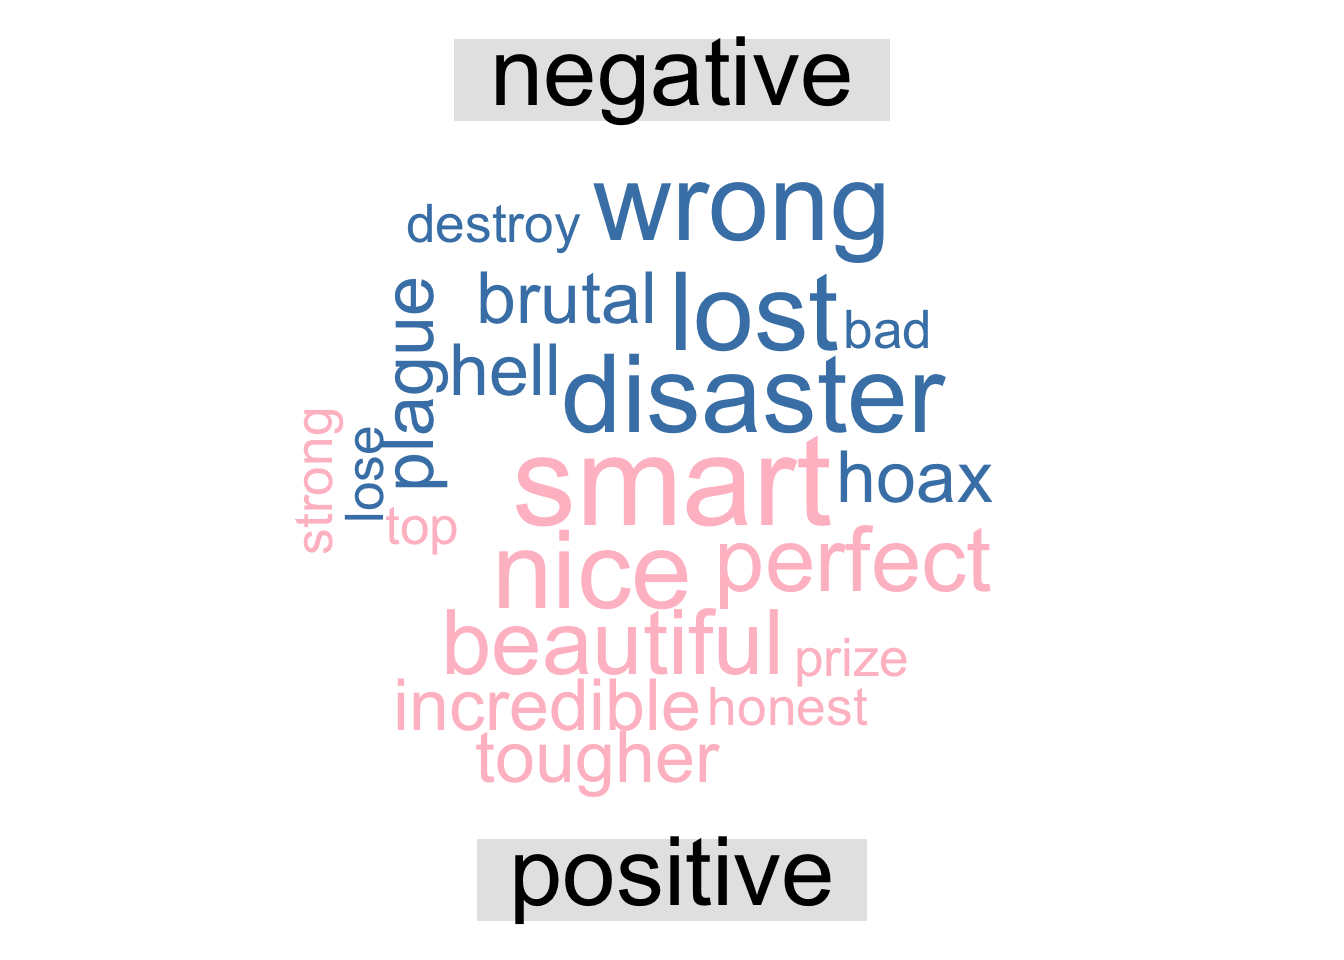 negative
destroy wrong
brutal lost bad
plague
hell disaster
strong
lose
smart hoax
top
nice perfect
beautiful prize
incredible honest
tougher
positive